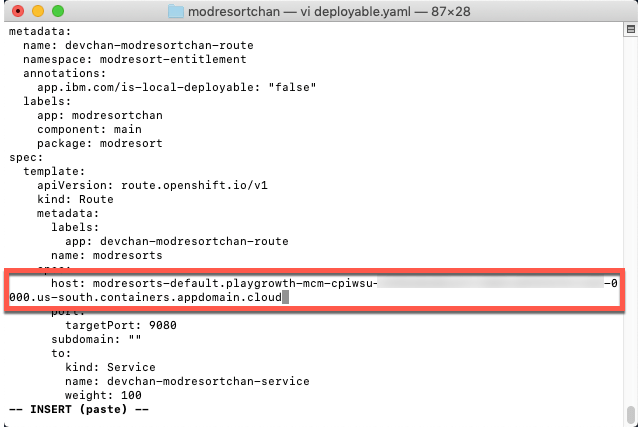 modresortchan — vi deployable.yaml — 87×28
metadata:
  name: devchan-modresortchan-route
  namespace: modresort-entitlement
  annotations:
    app.ibm.com/is-local-deployable: "false"
  labels:
    app: modresortchan
    component: main
    package: modresort
spec:
  template:
    apiVersion: route.openshift.io/v1
    kind: Route
    metadata:
      labels:
        app: devchan-modresortchan-route
      name: modresorts
    spec:
      host: modresorts-default.playgrowth-mcm-cpiwsu- -0
000.us-south.containers.appdomain.cloud
      port:
        targetPort: 9080
      subdomain: ""
      to:
        kind: Service
        name: devchan-modresortchan-service
        weight: 100
-- INSERT (paste) --